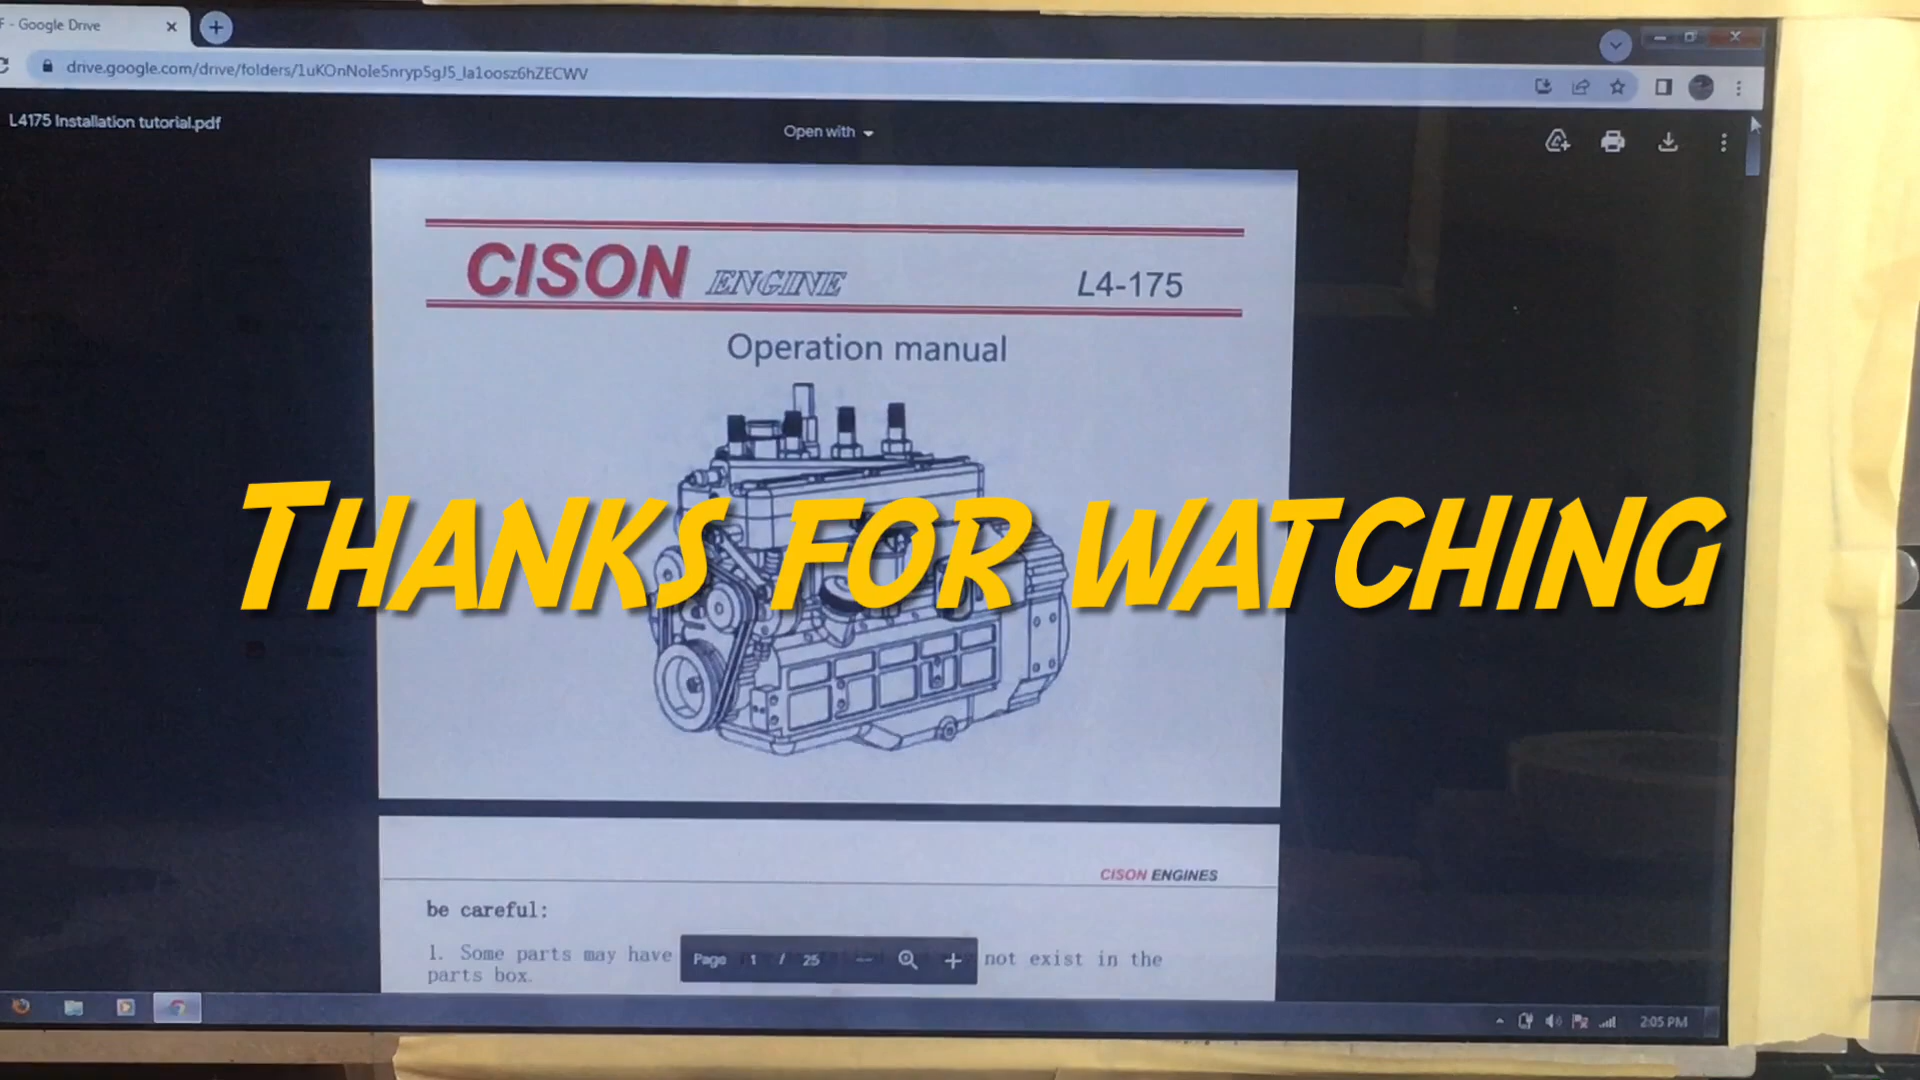 F - Google Drive
drive.google.com/drive/folders/1uKOnNole5nryp5gJ5_la1oosz6hZECWV
L4175 Installation tutorial.pdf
Open with
CISON ENGINE L4-175
Operation manual
THANKS FOR WATCHING
CISON ENGINES
be careful:
1. Some parts may have not exist in the
parts box.
Page 1 / 25
2:05 PM